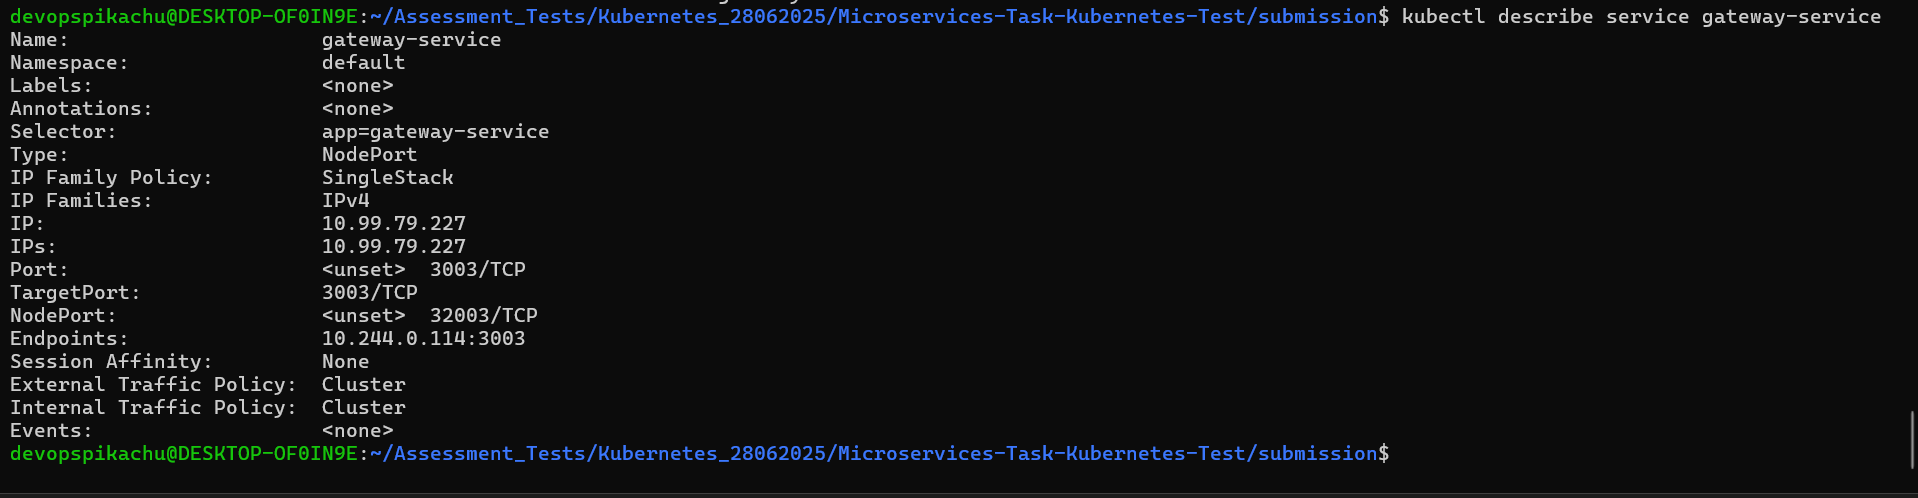 devopspikachu@DESKTOP-OF0IN9E:~/Assessment_Tests/Kubernetes_28062025/Microservices-Task-Kubernetes-Test/submission$ kubectl describe service gateway-service
Name:                     gateway-service
Namespace:                default
Labels:                   <none>
Annotations:              <none>
Selector:                 app=gateway-service
Type:                     NodePort
IP Family Policy:         SingleStack
IP Families:              IPv4
IP:                       10.99.79.227
IPs:                      10.99.79.227
Port:                     <unset>  3003/TCP
TargetPort:               3003/TCP
NodePort:                 <unset>  32003/TCP
Endpoints:                10.244.0.114:3003
Session Affinity:         None
External Traffic Policy:  Cluster
Internal Traffic Policy:  Cluster
Events:                   <none>
devopspikachu@DESKTOP-OF0IN9E:~/Assessment_Tests/Kubernetes_28062025/Microservices-Task-Kubernetes-Test/submission$